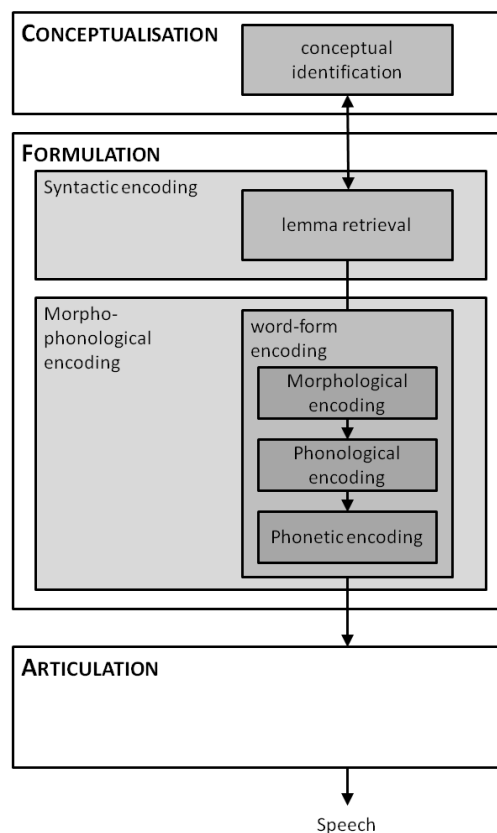 CONCEPTUALISATION
conceptual
identification
FORMULATION
Syntactic encoding
lemma retrieval
Morpho-
phonological
encoding
word-form
encoding
Morphological
encoding
Phonological
encoding
Phonetic encoding
ARTICULATION
Speech